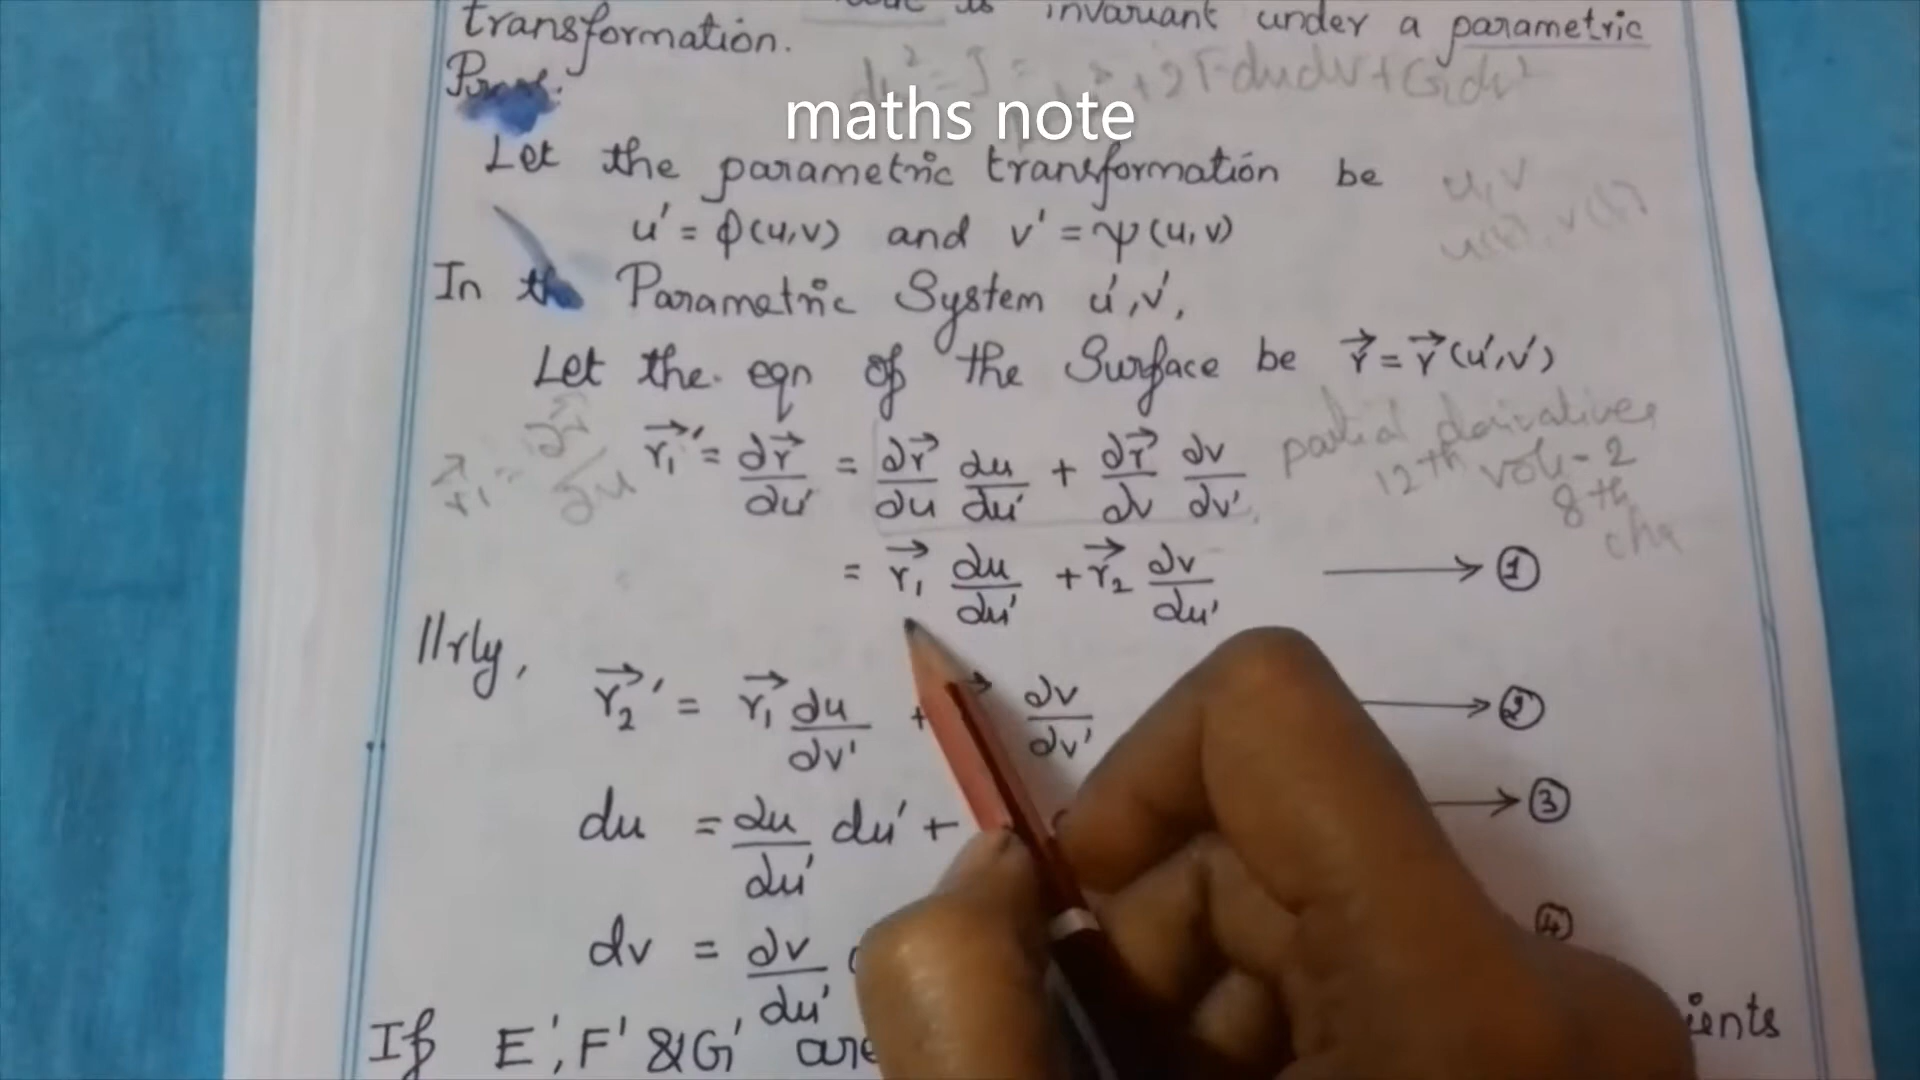 is invariant under a parametric
transformation.
Proof:
maths note
Let the parametric transformation be
u' = φ(u,v) and v' = ψ(u,v)
u,v
In the Parametric System u',v',
Let the eqn of the Surface be r⃗ = r⃗(u',v')
partial derivatives
12th vol-2
8th
r⃗₁ = ∂r⃗/∂u
r⃗₁' = ∂r⃗/∂u' = ∂r⃗/∂u ∂u/∂u' + ∂r⃗/∂v ∂v/∂v'
= r⃗₁ ∂u/∂u' + r⃗₂ ∂v/∂u' → ①
||rly,
r⃗₂' = r⃗₁ ∂u/∂v' + ∂v/∂v' → ②
du = ∂u/∂u' du' + → ③
dv = ∂v/∂u' ④
If E', F' & G' are